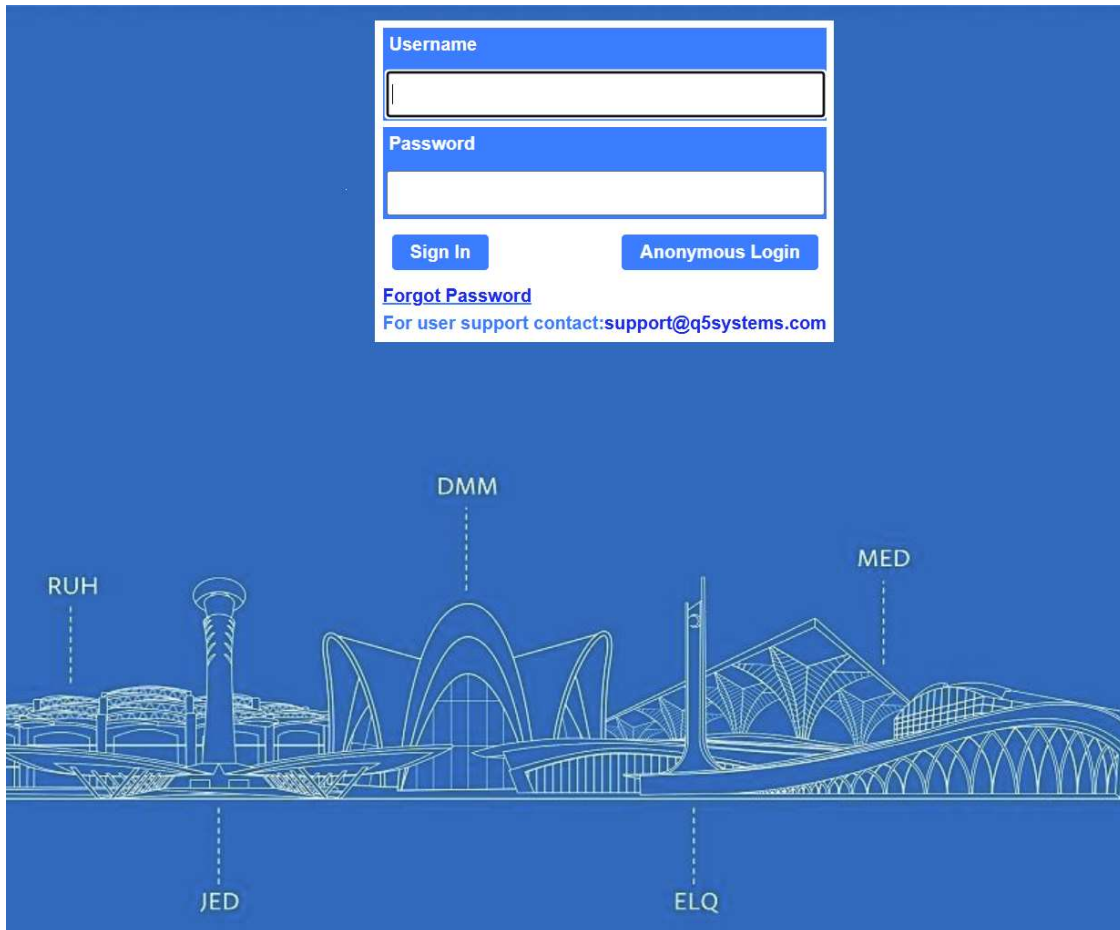 Username
Password
Sign In
Anonymous Login
Forgot Password
For user support contact:support@q5systems.com
DMM
MED
RUH
JED
ELQ